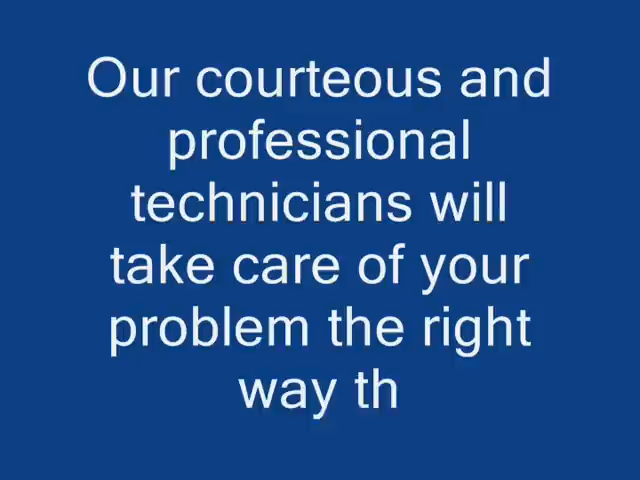 Our courteous and
professional
technicians will
take care of your
problem the right
way th